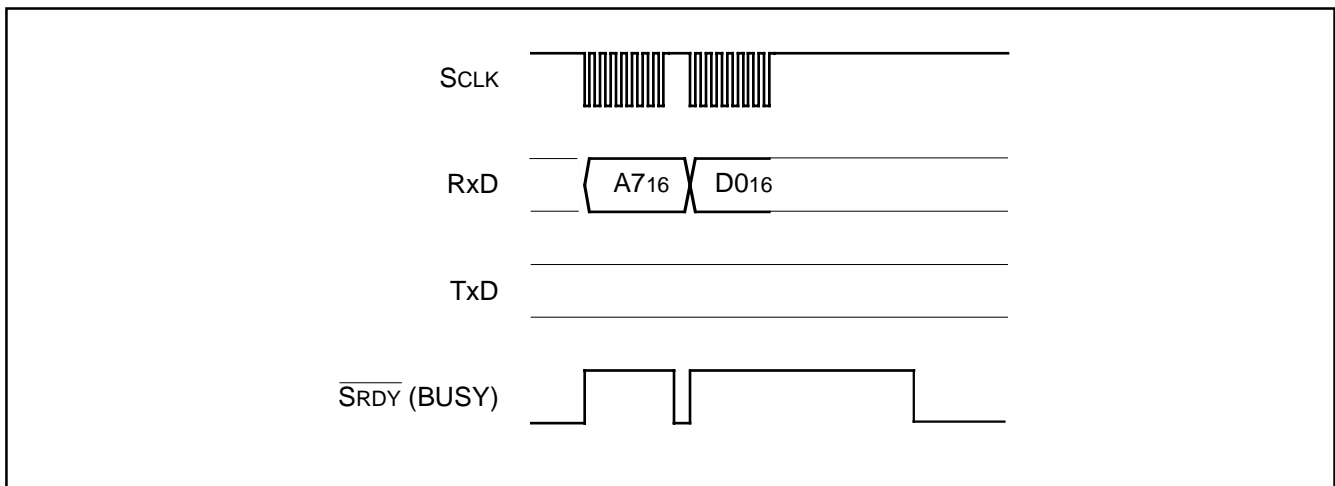 SCLK
RxD
A716
D016
TxD
SRDY (BUSY)